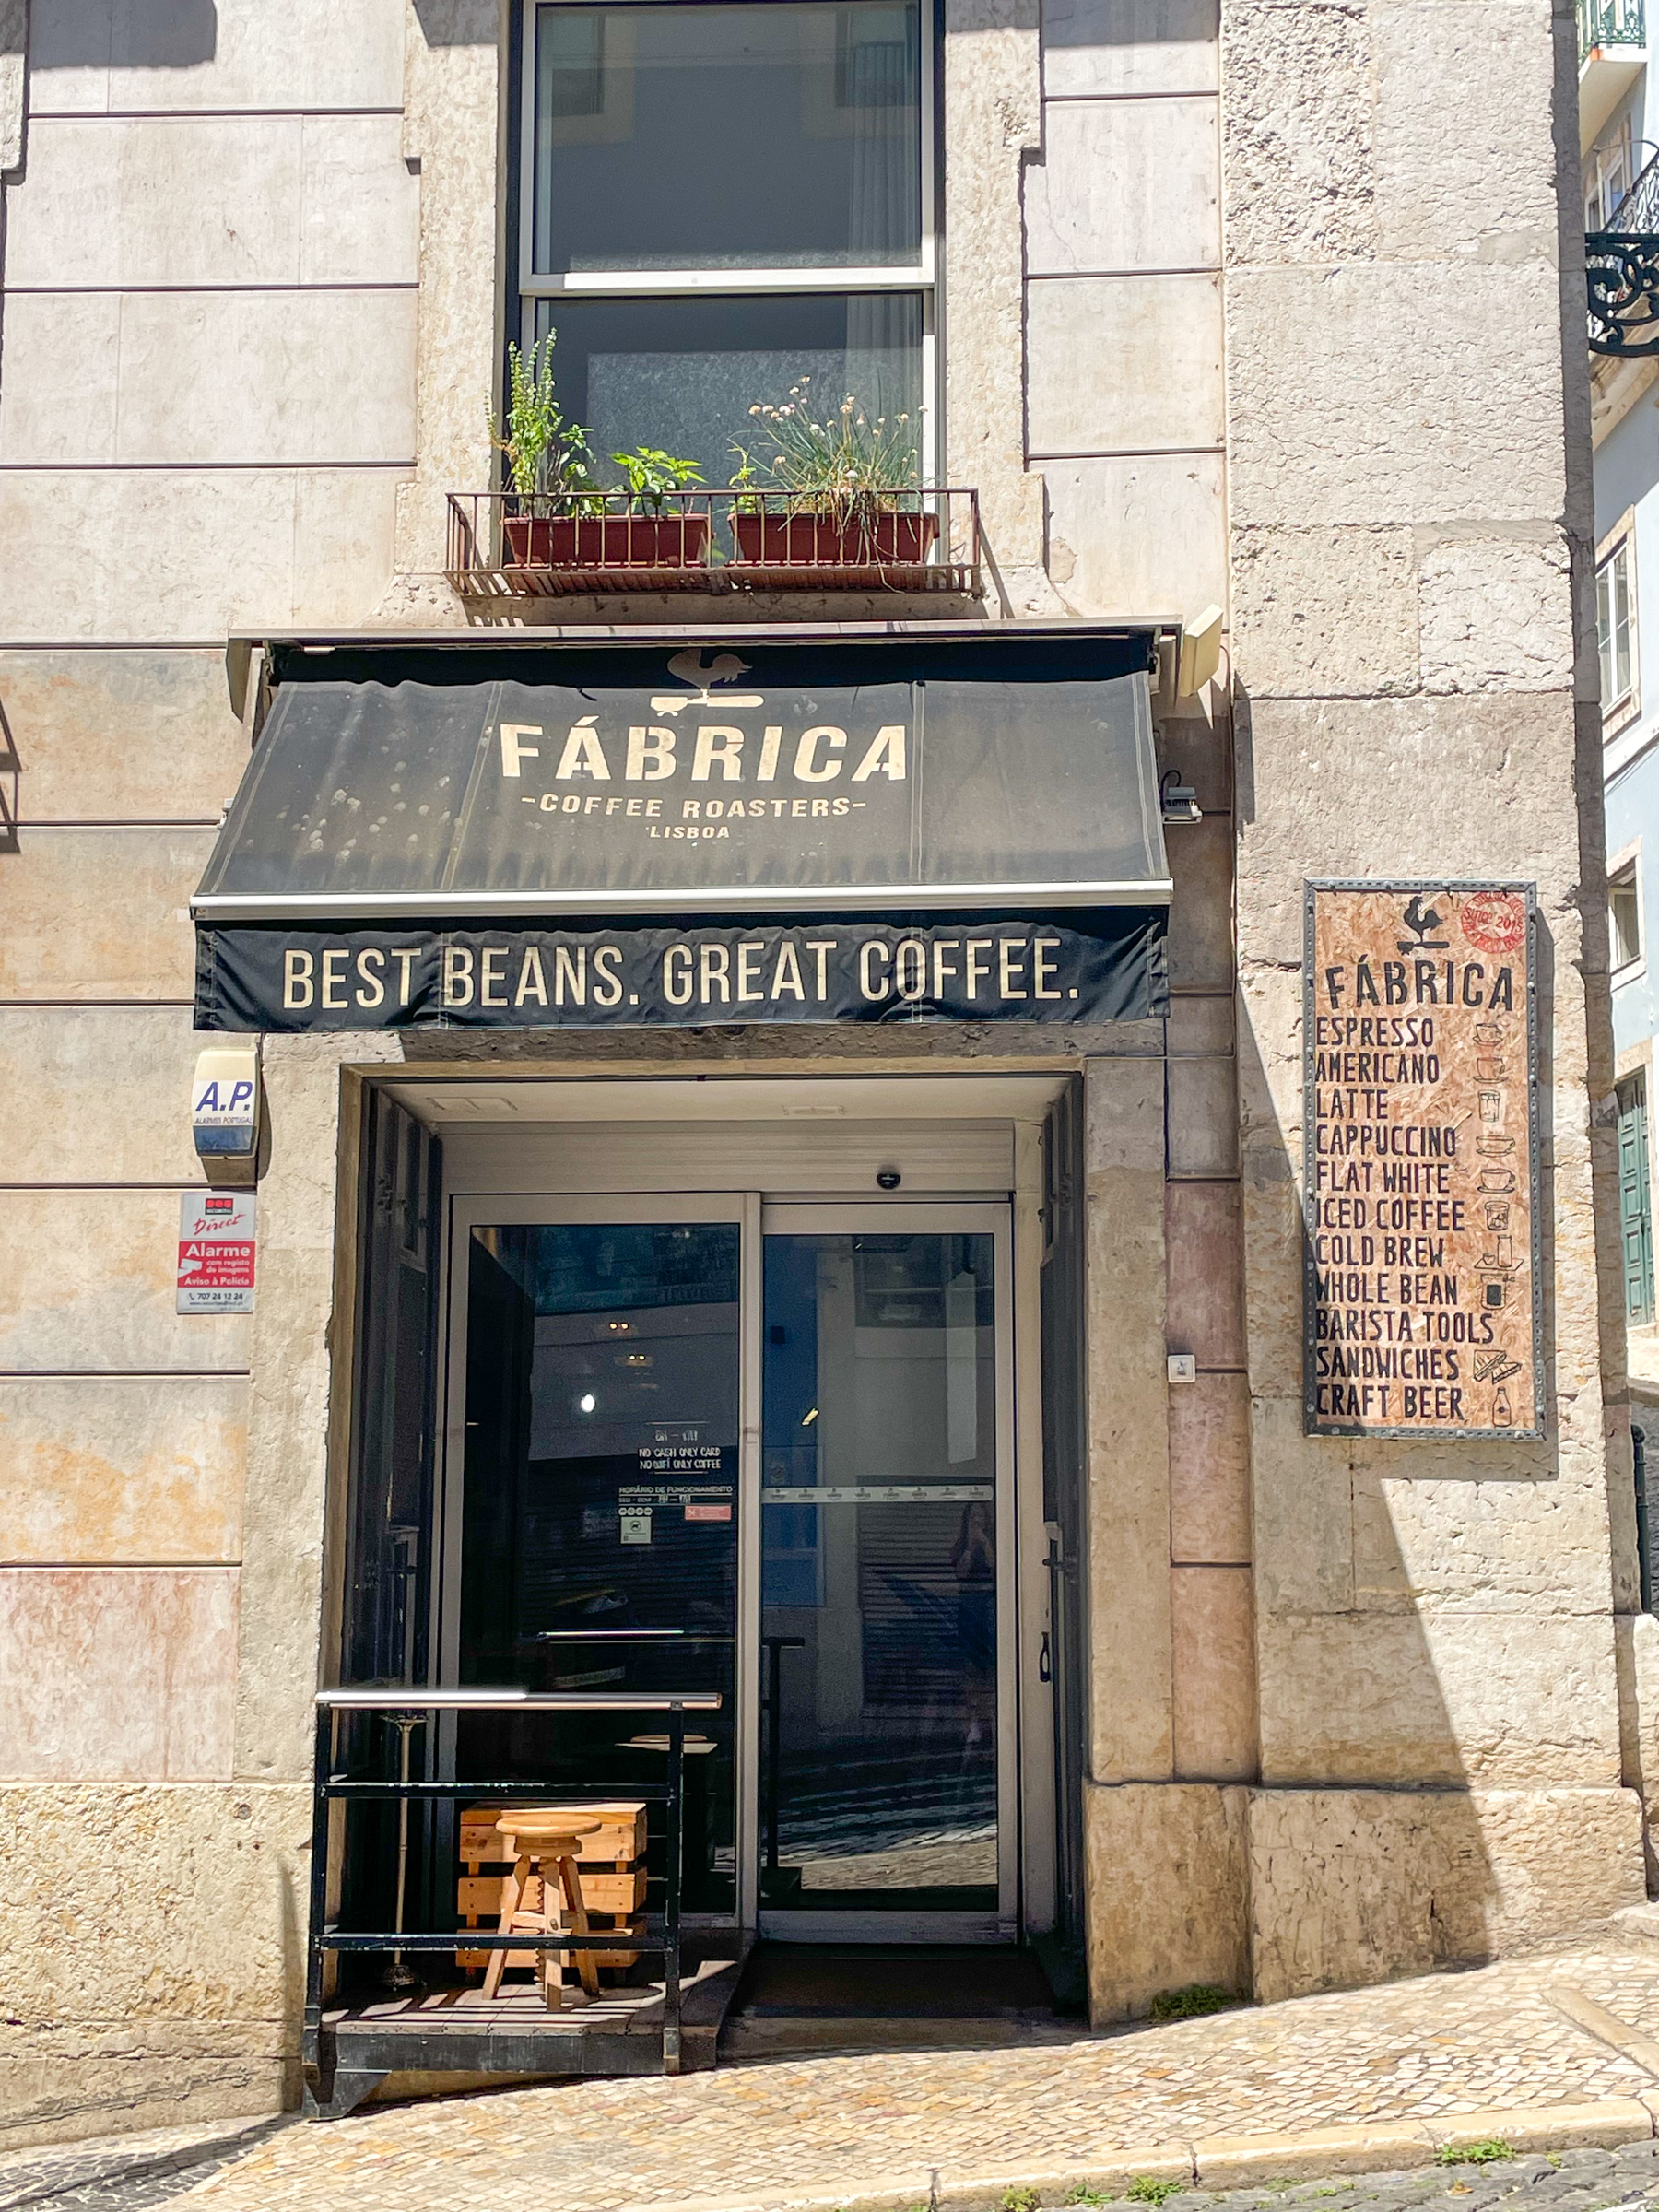 FÁBRICA
-COFFEE ROASTERS-
LISBOA
BEST BEANS. GREAT COFFEE.
FÁBRICA
ESPRESSO
AMERICANO
LATTE
CAPPUCCINO
FLAT WHITE
ICED COFFEE
COLD BREW
WHOLE BEAN
BARISTA TOOLS
SANDWICHES
CRAFT BEER
A.P.
ALARMES PORTUGAL
Direct
Alarme
com registo
de imagens
Aviso à Polícia
707 24 12 24
NO CASH ONLY CARD
NO WIFI ONLY COFFEE
HORÁRIO DE FUNCIONAMENTO